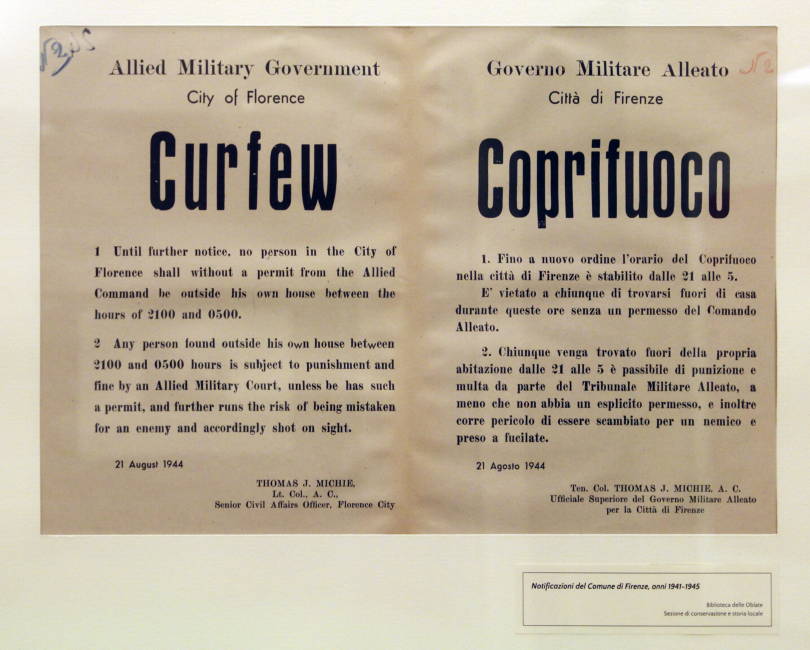 Allied Military Government
City of Florence
Curfew
1 Until further notice, no person in the City of
Florence shall without a permit from the Allied
Command be outside his own house between the
hours of 2100 and 0500.
2 Any person found outside his own house between
2100 and 0500 hours is subject to punishment and
fine by an Allied Military Court, unless be has such
a permit, and further runs the risk of being mistaken
for an enemy and accordingly shot on sight.
21 August 1944
THOMAS J. MICHIE,
Lt. Col., A. C.,
Senior Civil Affairs Officer, Florence City
Governo Militare Alleato
Città di Firenze
Coprifuoco
1. Fino a nuovo ordine l'orario del Coprifuoco
nella città di Firenze è stabilito dalle 21 alle 5.
E' vietato a chiunque di trovarsi fuori di casa
durante queste ore senza un permesso del Comando
Alleato.
2. Chiunque venga trovato fuori della propria
abitazione dalle 21 alle 5 è passibile di punizione e
multa da parte del Tribunale Militare Alleato, a
meno che non abbia un esplicito permesso, e inoltre
corre pericolo di essere scambiato per un nemico e
preso a fucilate.
21 Agosto 1944
Ten. Col. THOMAS J. MICHIE, A. C.
Ufficiale Superiore del Governo Militare Alleato
per la Città di Firenze
Notificazioni del Comune di Firenze, anni 1941-1945
Biblioteca delle Oblate
Sezione di conservazione e storia locale